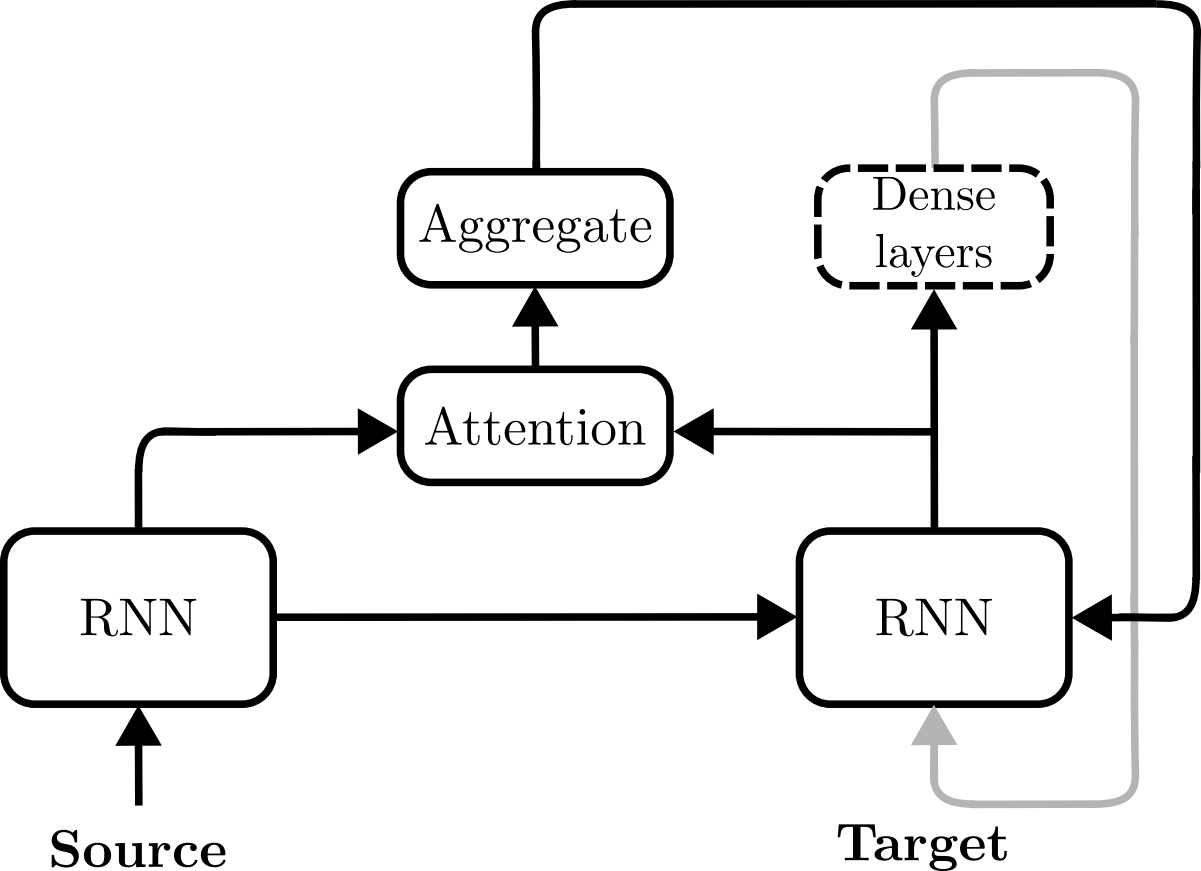 Aggregate
Dense
layers
Attention
RNN
RNN
Source
Target